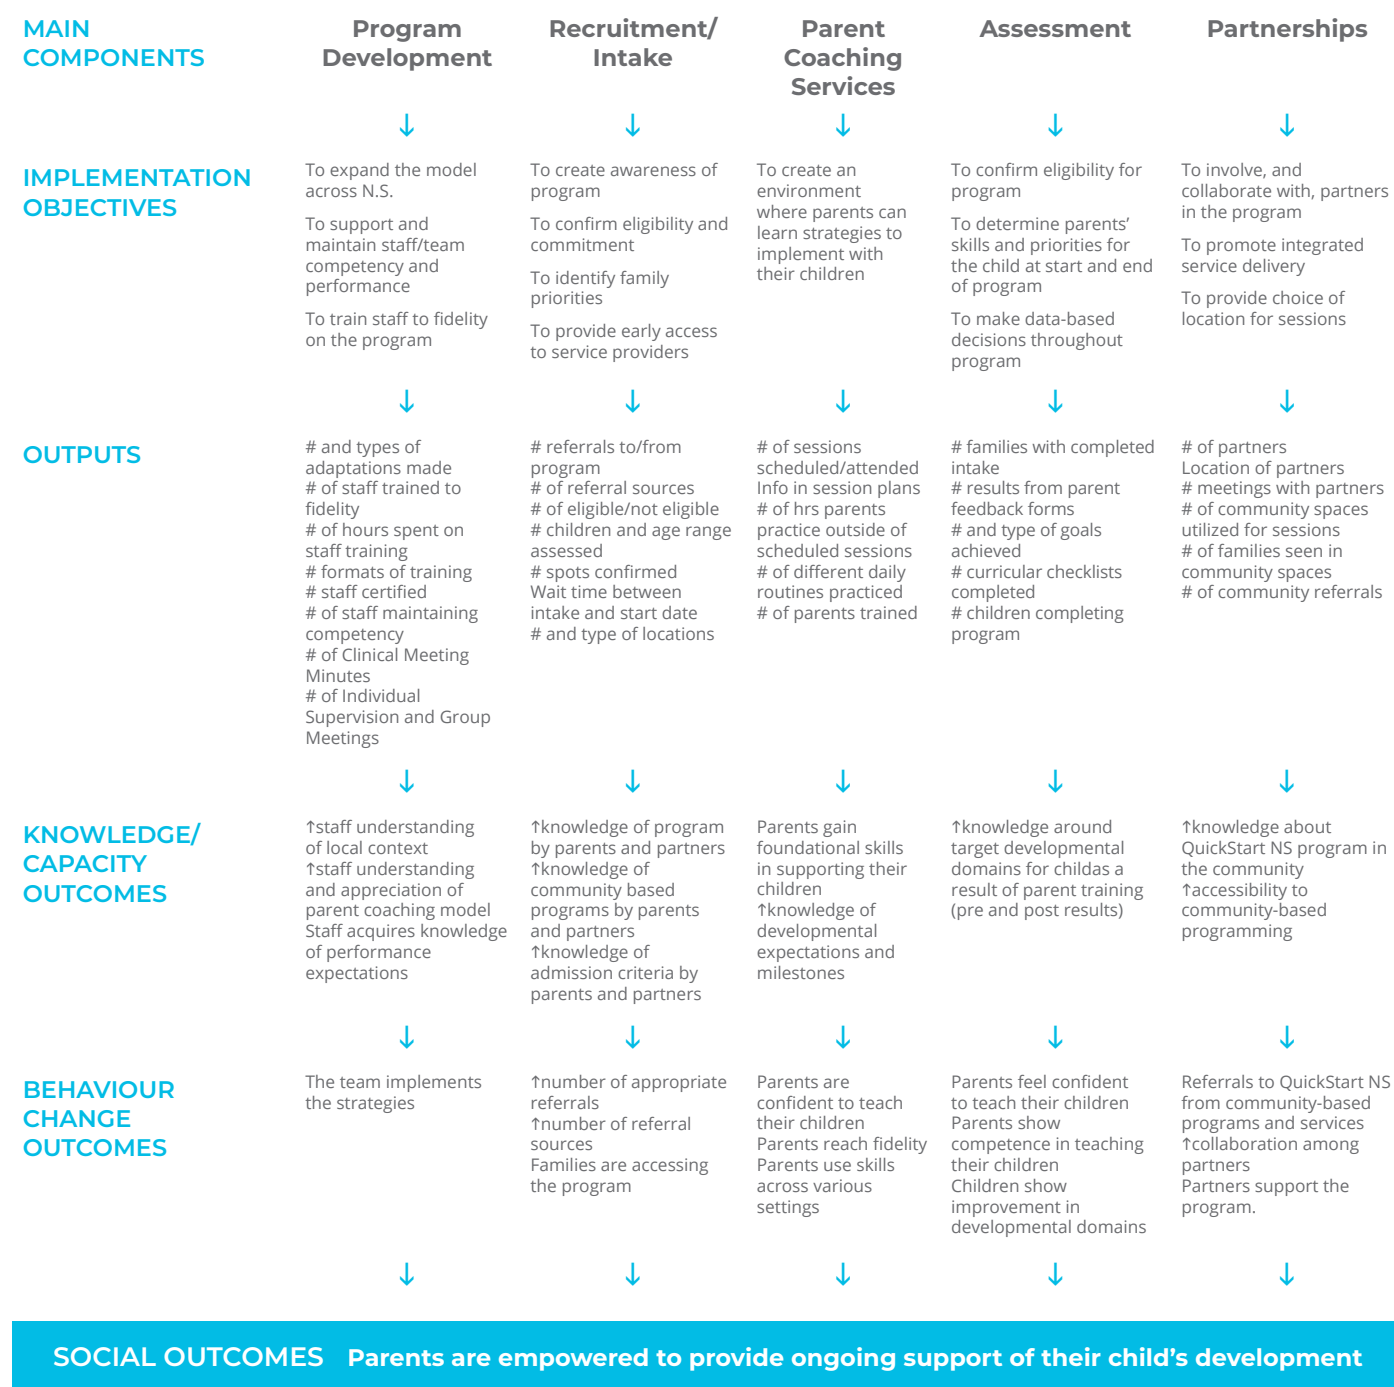 MAIN
COMPONENTS
Program
Development
Recruitment/
Intake
Parent
Coaching
Services
Assessment
Partnerships
↓ ↓ ↓ ↓ ↓
IMPLEMENTATION
OBJECTIVES
To expand the model
across N.S.
To support and
maintain staff/team
competency and
performance
To train staff to fidelity
on the program
To create awareness of
program
To confirm eligibility and
commitment
To identify family
priorities
To provide early access
to service providers
To create an
environment
where parents can
learn strategies to
implement with
their children
To confirm eligibility for
program
To determine parents’
skills and priorities for
the child at start and end
of program
To make data-based
decisions throughout
program
To involve, and
collaborate with, partners
in the program
To promote integrated
service delivery
To provide choice of
location for sessions
↓ ↓ ↓ ↓ ↓
OUTPUTS
# and types of
adaptations made
# of staff trained to
fidelity
# of hours spent on
staff training
# formats of training
# staff certified
# of staff maintaining
competency
# of Clinical Meeting
Minutes
# of Individual
Supervision and Group
Meetings
# referrals to/from
program
# of referral sources
# of eligible/not eligible
# children and age range
assessed
# spots confirmed
Wait time between
intake and start date
# and type of locations
# of sessions
scheduled/attended
Info in session plans
# of hrs parents
practice outside of
scheduled sessions
# of different daily
routines practiced
# of parents trained
# families with completed
intake
# results from parent
feedback forms
# and type of goals
achieved
# curricular checklists
completed
# children completing
program
# of partners
Location of partners
# meetings with partners
# of community spaces
utilized for sessions
# of families seen in
community spaces
# of community referrals
↓ ↓ ↓ ↓ ↓
KNOWLEDGE/
CAPACITY
OUTCOMES
↑staff understanding
of local context
↑staff understanding
and appreciation of
parent coaching model
Staff acquires knowledge
of performance
expectations
↑knowledge of program
by parents and partners
↑knowledge of
community based
programs by parents
and partners
↑knowledge of
admission criteria by
parents and partners
Parents gain
foundational skills
in supporting their
children
↑knowledge of
developmental
expectations and
milestones
↑knowledge around
target developmental
domains for childas a
result of parent training
(pre and post results)
↑knowledge about
QuickStart NS program in
the community
↑accessibility to
community-based
programming
↓ ↓ ↓ ↓ ↓
BEHAVIOUR
CHANGE
OUTCOMES
The team implements
the strategies
↑number of appropriate
referrals
↑number of referral
sources
Families are accessing
the program
Parents are
confident to teach
their children
Parents reach fidelity
Parents use skills
across various
settings
Parents feel confident
to teach their children
Parents show
competence in teaching
their children
Children show
improvement in
developmental domains
Referrals to QuickStart NS
from community-based
programs and services
↑collaboration among
partners
Partners support the
program.
↓ ↓ ↓ ↓ ↓
SOCIAL OUTCOMES Parents are empowered to provide ongoing support of their child’s development